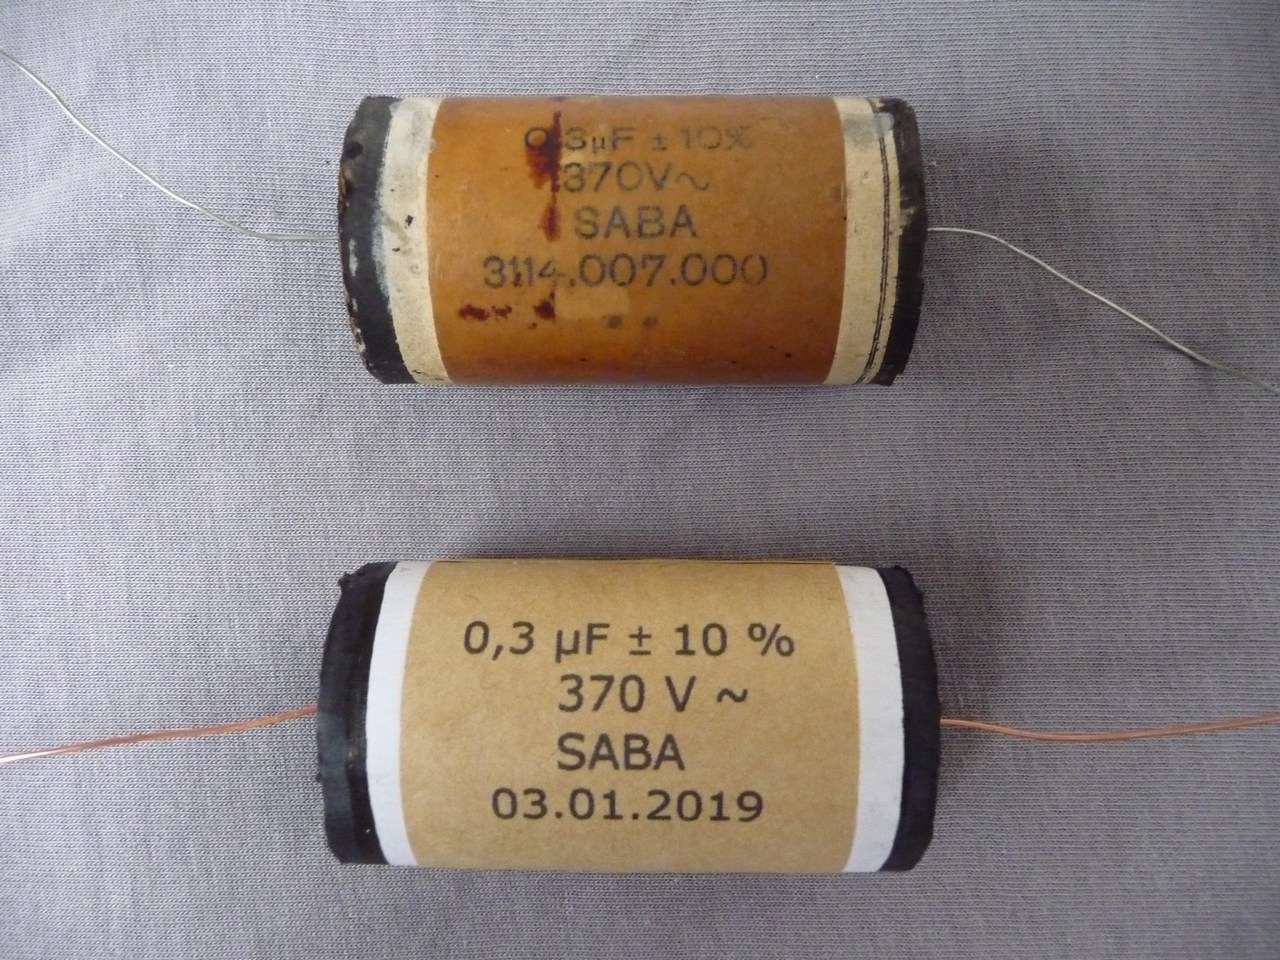 0,3µF ± 10%
370V~
SABA
3114.007.000
0,3 µF ± 10 %
370 V ~
SABA
03.01.2019